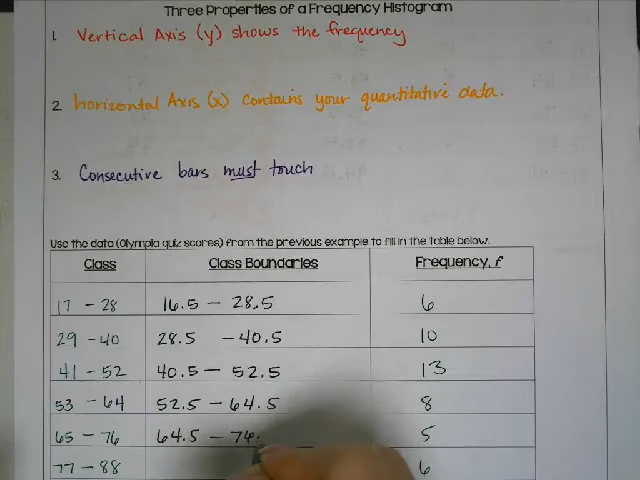 Three Properties of a Frequency Histogram
1. Vertical Axis (y) shows the frequency
2. horizontal Axis (x) contains your quantitative data.
3. Consecutive bars must touch
Use the data (Olympia quiz scores) from the previous example to fill in the table below.
Class Class Boundaries Frequency, f
17 - 28 16.5 - 28.5 6
29 - 40 28.5 - 40.5 10
41 - 52 40.5 - 52.5 13
53 - 64 52.5 - 64.5 8
65 - 76 64.5 - 76. 5
77 - 88 6